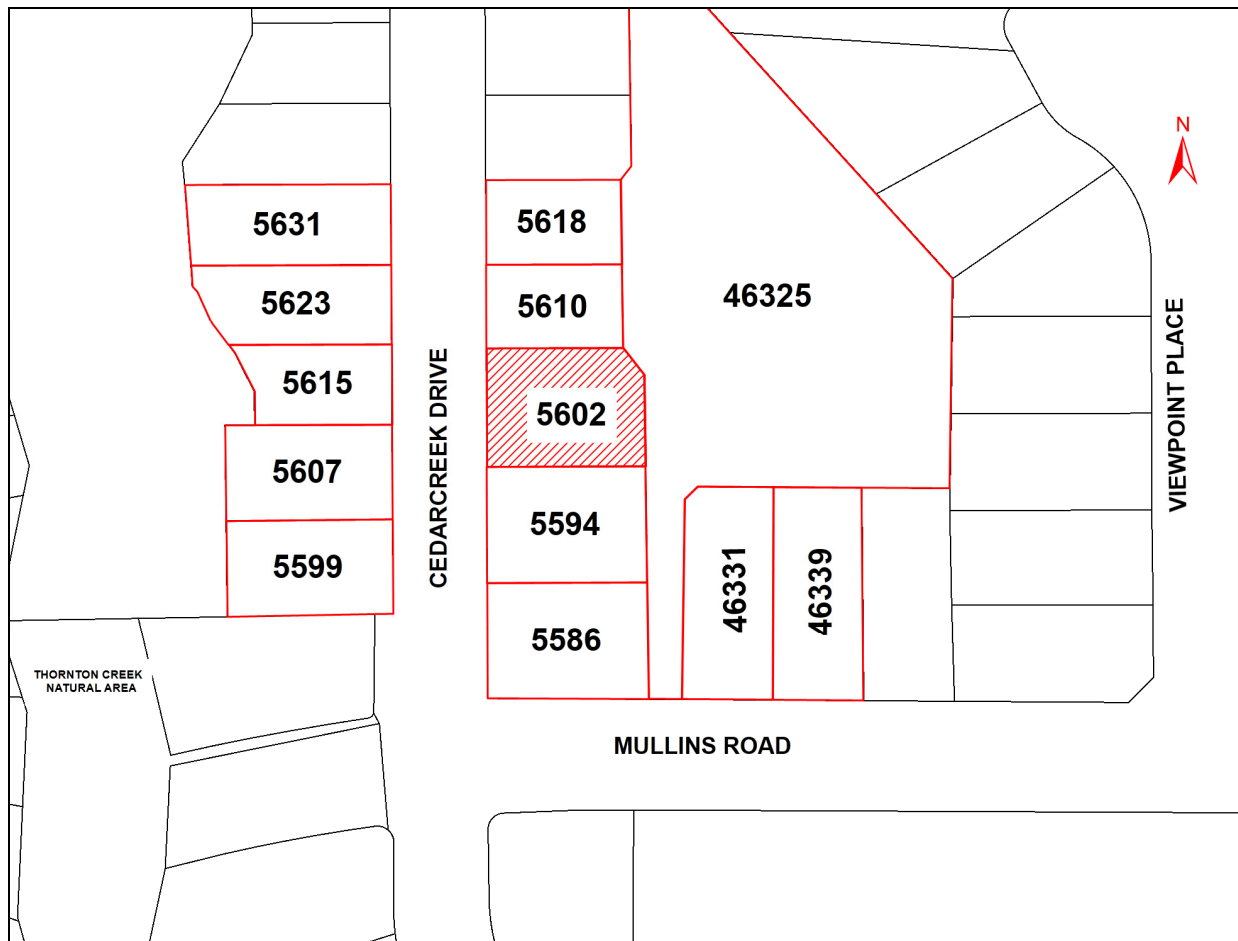 N
5631
5618
5623
5610
46325
5615
5602
CEDARCREEK DRIVE
VIEWPOINT PLACE
5607
5594
5599
5586
46331
46339
THORNTON CREEK
NATURAL AREA
MULLINS ROAD